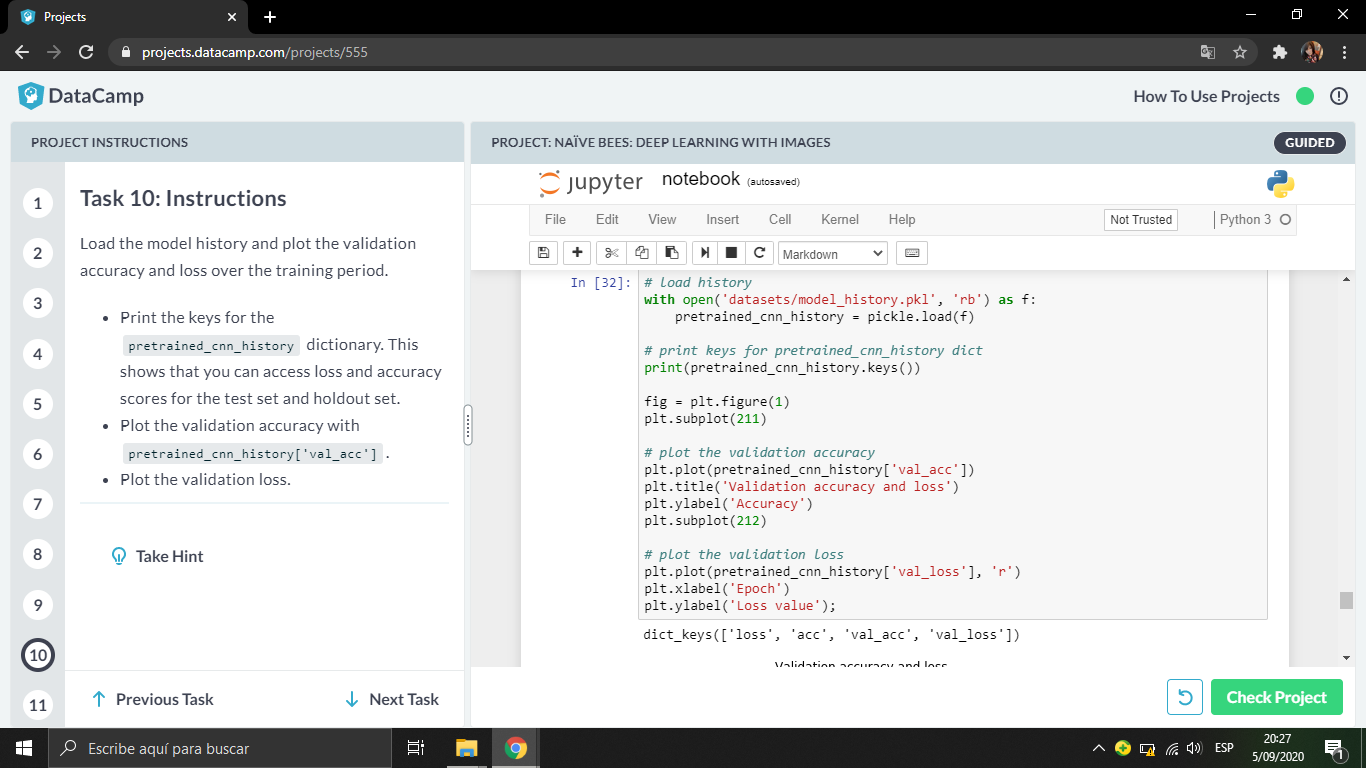 Projects
projects.datacamp.com/projects/555
DataCamp
How To Use Projects
PROJECT INSTRUCTIONS
1
2
3
4
5
6
7
8
9
10
11
Task 10: Instructions
Load the model history and plot the validation
accuracy and loss over the training period.
• Print the keys for the
pretrained_cnn_history dictionary. This
shows that you can access loss and accuracy
scores for the test set and holdout set.
• Plot the validation accuracy with
pretrained_cnn_history['val_acc'] .
• Plot the validation loss.
Take Hint
Previous Task
Next Task
PROJECT: NAÏVE BEES: DEEP LEARNING WITH IMAGES
GUIDED
jupyter notebook (autosaved)
File Edit View Insert Cell Kernel Help
Not Trusted
Python 3
Markdown
In [32]:
# load history
with open('datasets/model_history.pkl', 'rb') as f:
    pretrained_cnn_history = pickle.load(f)
# print keys for pretrained_cnn_history dict
print(pretrained_cnn_history.keys())
fig = plt.figure(1)
plt.subplot(211)
# plot the validation accuracy
plt.plot(pretrained_cnn_history['val_acc'])
plt.title('Validation accuracy and loss')
plt.ylabel('Accuracy')
plt.subplot(212)
# plot the validation loss
plt.plot(pretrained_cnn_history['val_loss'], 'r')
plt.xlabel('Epoch')
plt.ylabel('Loss value');
dict_keys(['loss', 'acc', 'val_acc', 'val_loss'])
Validation accuracy and loss
Check Project
Escribe aquí para buscar
ESP
20:27
5/09/2020
1